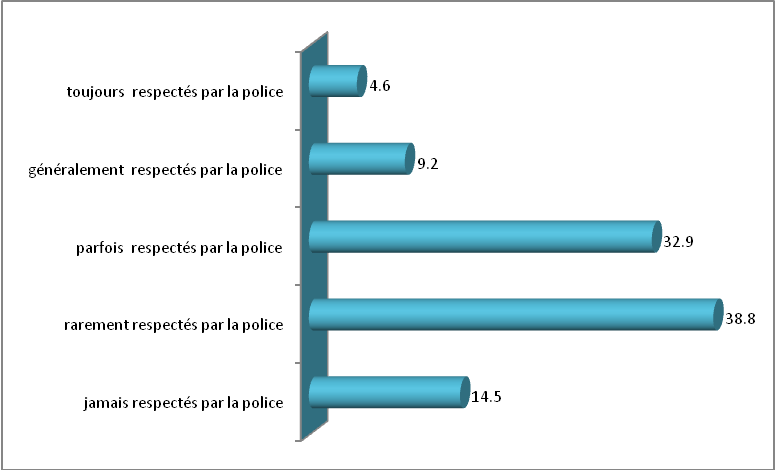 toujours respectés par la police
4.6
généralement respectés par la police
9.2
parfois respectés par la police
32.9
rarement respectés par la police
38.8
jamais respectés par la police
14.5